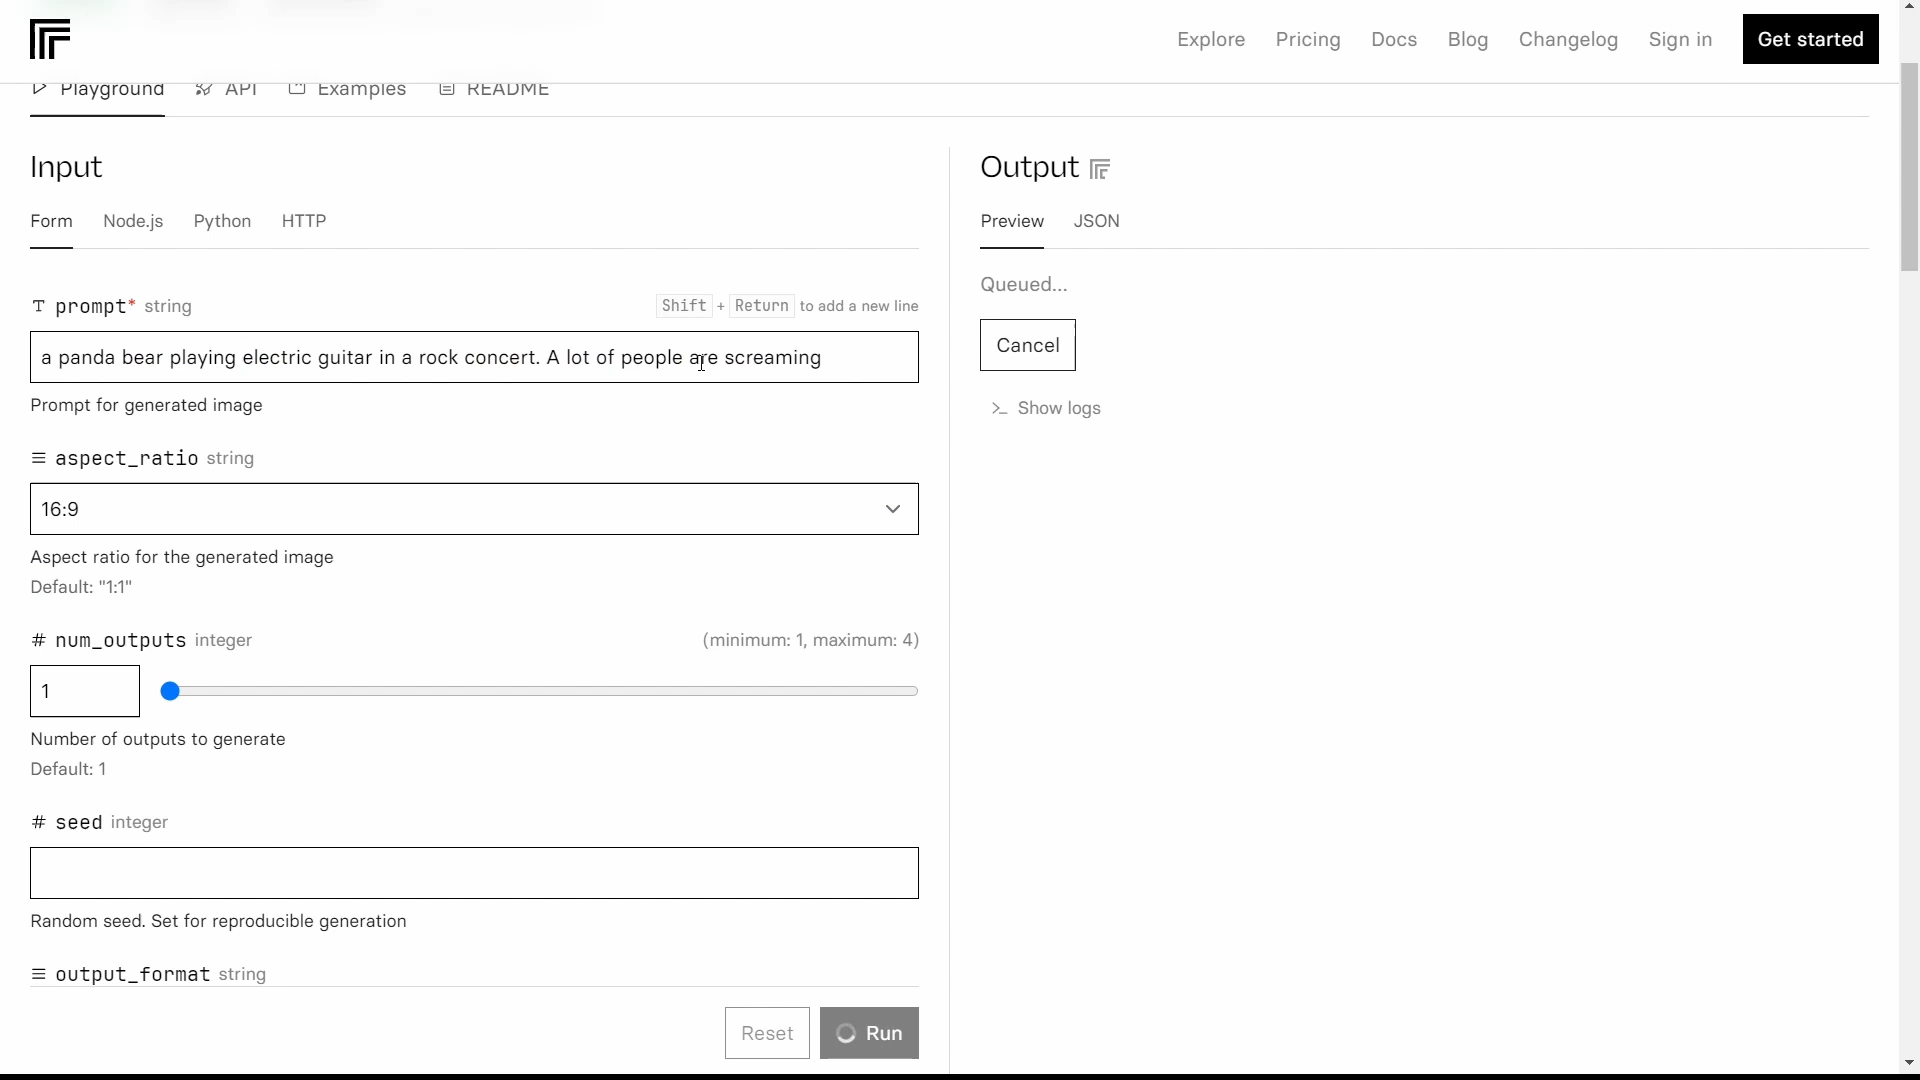 Explore Pricing Docs Blog Changelog Sign in Get started
Playground API Examples README
Input
Form Node.js Python HTTP
prompt* string Shift + Return to add a new line
a panda bear playing electric guitar in a rock concert. A lot of people are screaming
Prompt for generated image
aspect_ratio string
16:9
Aspect ratio for the generated image
Default: "1:1"
# num_outputs integer (minimum: 1, maximum: 4)
1
Number of outputs to generate
Default: 1
# seed integer
Random seed. Set for reproducible generation
output_format string
Reset Run
Output
Preview JSON
Queued...
Cancel
>_ Show logs